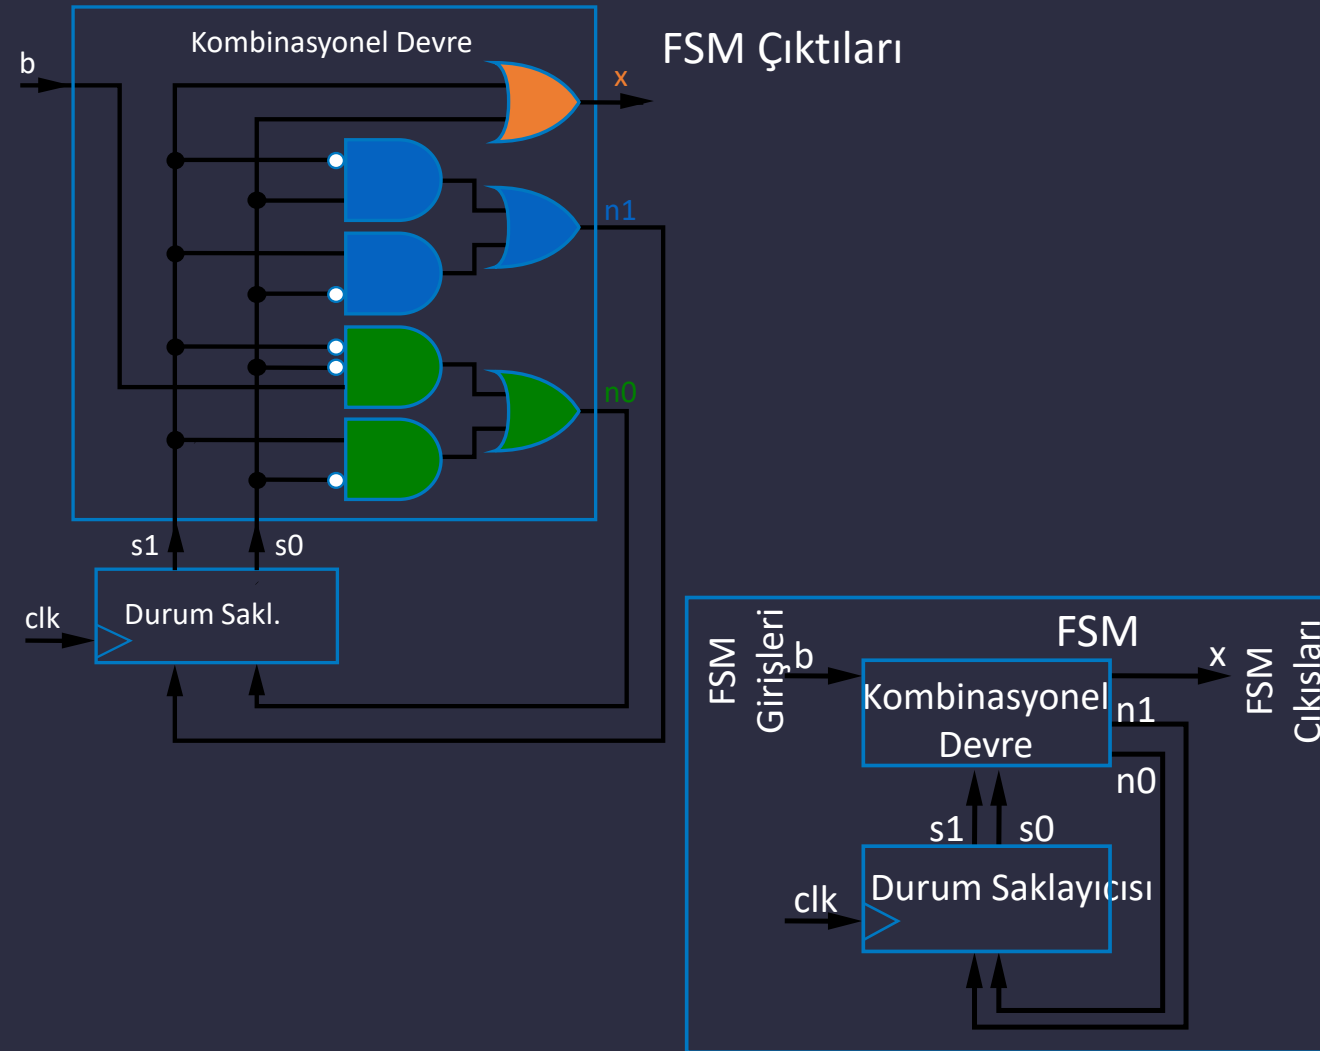 Kombinasyonel Devre
FSM Çıktıları
b
x
n1
n0
s1
s0
clk
Durum Sakl.
FSM
Girişleri
FSM
b
x
FSM
Çıkışları
Kombinasyonel
Devre
n1
n0
s1
s0
clk
Durum Saklayıcısı